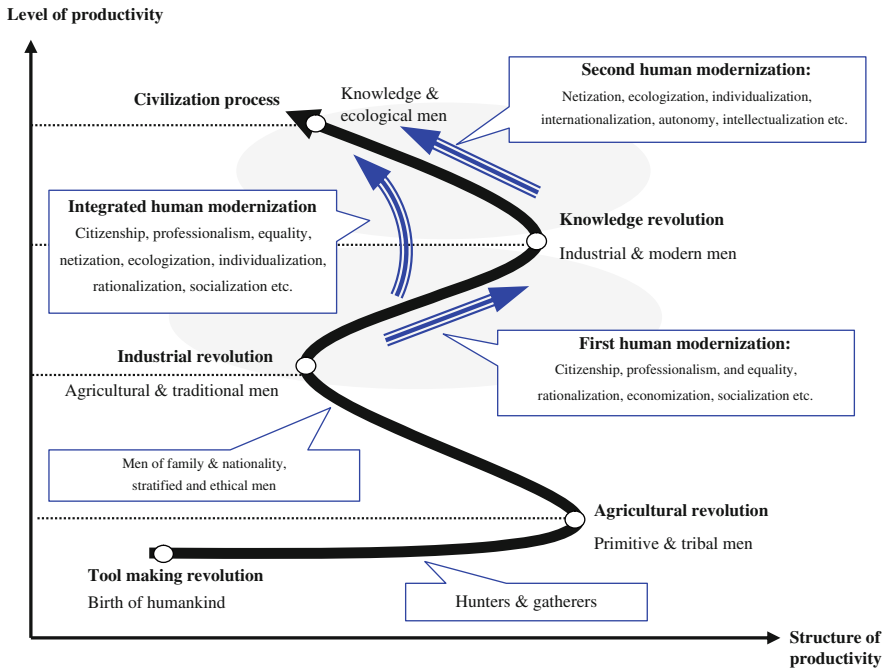 Level of productivity
Civilization process
Knowledge &
ecological men
Second human modernization:
Netization, ecologization, individualization,
internationalization, autonomy, intellectualization etc.
Integrated human modernization
Citizenship, professionalism, equality,
netization, ecologization, individualization,
rationalization, socialization etc.
Knowledge revolution
Industrial & modern men
Industrial revolution
Agricultural & traditional men
First human modernization:
Citizenship, professionalism, and equality,
rationalization, economization, socialization etc.
Men of family & nationality,
stratified and ethical men
Agricultural revolution
Primitive & tribal men
Tool making revolution
Birth of humankind
Hunters & gatherers
Structure of
productivity